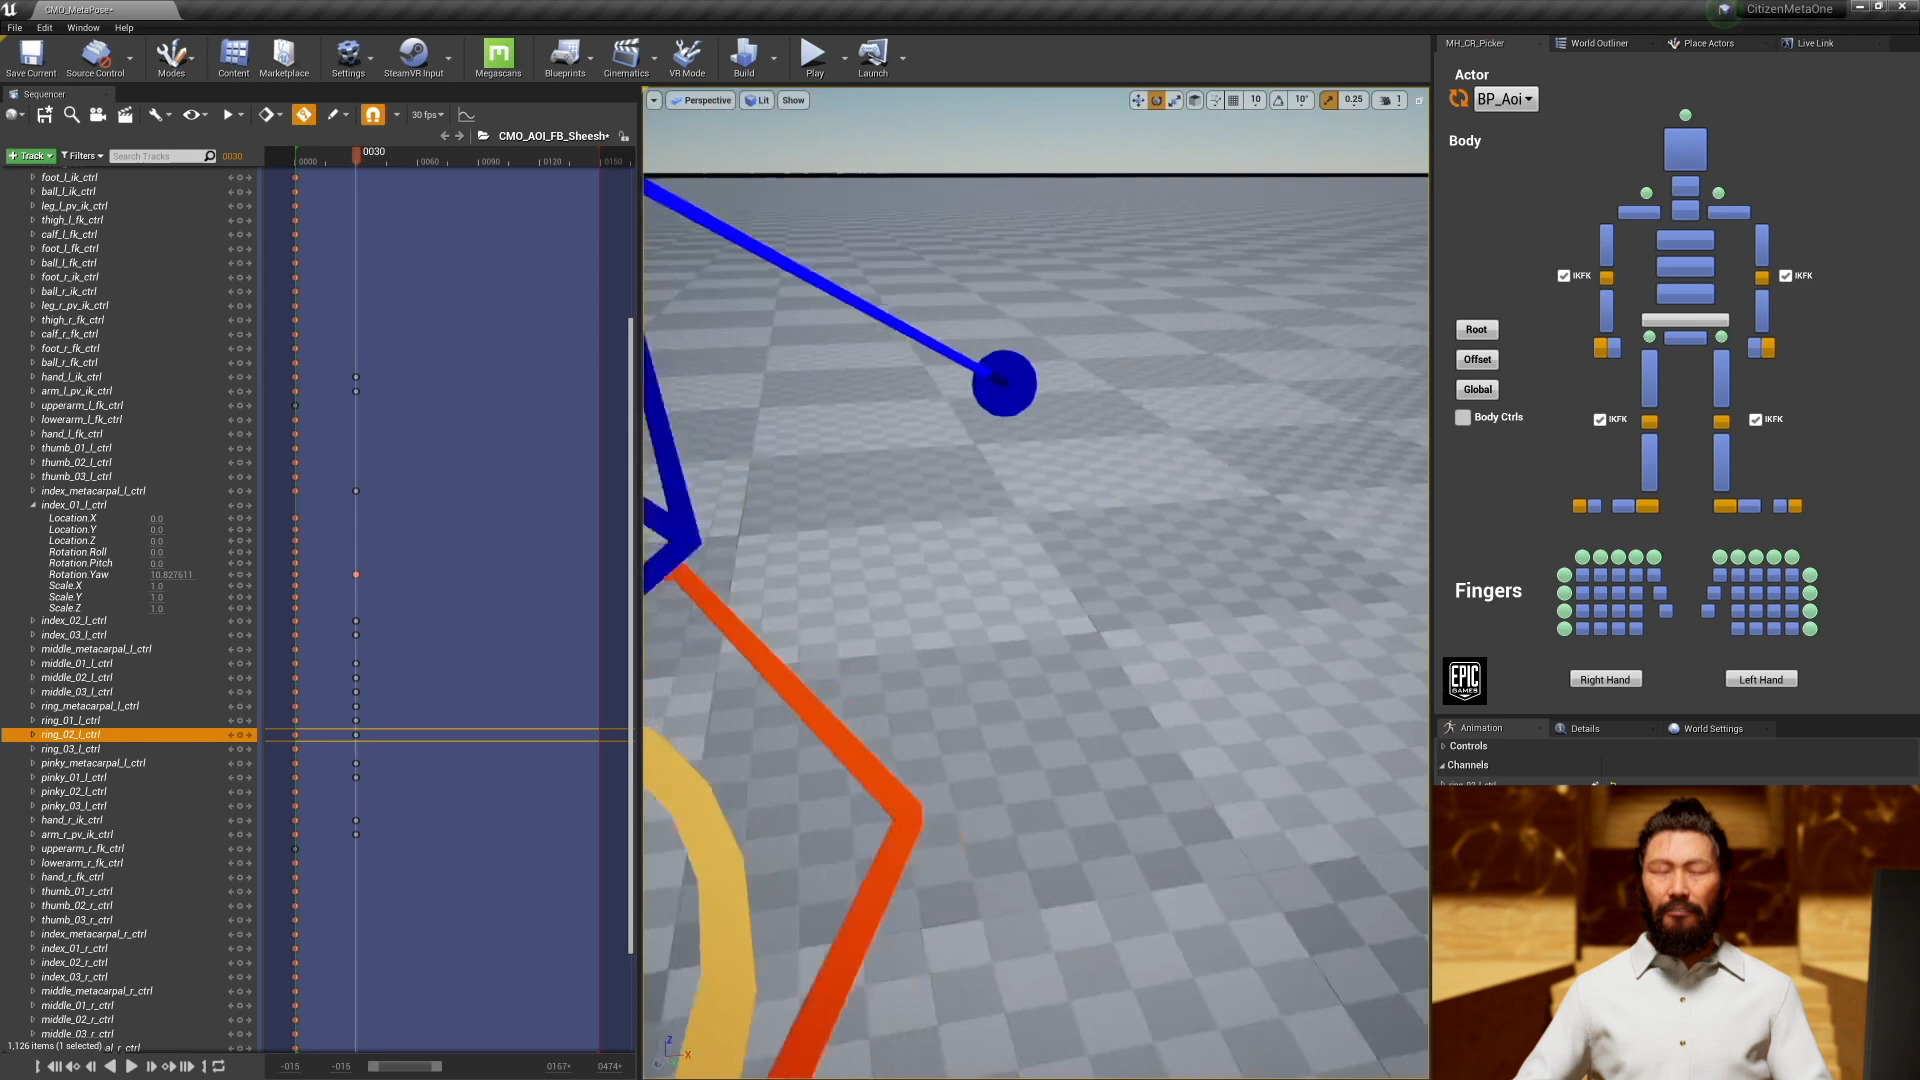 CMO_MetaPose*
CitizenMetaOne
File Edit Window Help
Save Current Source Control Modes Content Marketplace Settings SteamVR Input Megascans Blueprints Cinematics VR Mode Build Play Launch
Sequencer
30 fps
CMO_AOI_FB_Sheesh*
Track Filters Search Tracks 0030
0000 0030 0060 0090 0120 0150
foot_l_ik_ctrl
ball_l_ik_ctrl
leg_l_pv_ik_ctrl
thigh_l_fk_ctrl
calf_l_fk_ctrl
foot_l_fk_ctrl
ball_l_fk_ctrl
foot_r_ik_ctrl
ball_r_ik_ctrl
leg_r_pv_ik_ctrl
thigh_r_fk_ctrl
calf_r_fk_ctrl
foot_r_fk_ctrl
ball_r_fk_ctrl
hand_l_ik_ctrl
arm_l_pv_ik_ctrl
upperarm_l_fk_ctrl
lowerarm_l_fk_ctrl
hand_l_fk_ctrl
thumb_01_l_ctrl
thumb_02_l_ctrl
thumb_03_l_ctrl
index_metacarpal_l_ctrl
index_01_l_ctrl
Location.X 0.0
Location.Y 0.0
Location.Z 0.0
Rotation.Roll 0.0
Rotation.Pitch 0.0
Rotation.Yaw 10.827611
Scale.X 1.0
Scale.Y 1.0
Scale.Z 1.0
index_02_l_ctrl
index_03_l_ctrl
middle_metacarpal_l_ctrl
middle_01_l_ctrl
middle_02_l_ctrl
middle_03_l_ctrl
ring_metacarpal_l_ctrl
ring_01_l_ctrl
ring_02_l_ctrl
ring_03_l_ctrl
pinky_metacarpal_l_ctrl
pinky_01_l_ctrl
pinky_02_l_ctrl
pinky_03_l_ctrl
hand_r_ik_ctrl
arm_r_pv_ik_ctrl
upperarm_r_fk_ctrl
lowerarm_r_fk_ctrl
hand_r_fk_ctrl
thumb_01_r_ctrl
thumb_02_r_ctrl
thumb_03_r_ctrl
index_metacarpal_r_ctrl
index_01_r_ctrl
index_02_r_ctrl
index_03_r_ctrl
middle_metacarpal_r_ctrl
middle_01_r_ctrl
middle_02_r_ctrl
middle_03_r_ctrl
1,126 items (1 selected) al_r_ctrl
-015 -015 0167+ 0474+
Perspective Lit Show 10 10° 0.25 1
Z
X
MH_CR_Picker World Outliner Place Actors Live Link
Actor
BP_Aoi
Body
IKFK IKFK
Root
Offset
Global
Body Ctrls
IKFK IKFK
Fingers
EPIC
GAMES
Right Hand Left Hand
Animation Details World Settings
Controls
Channels